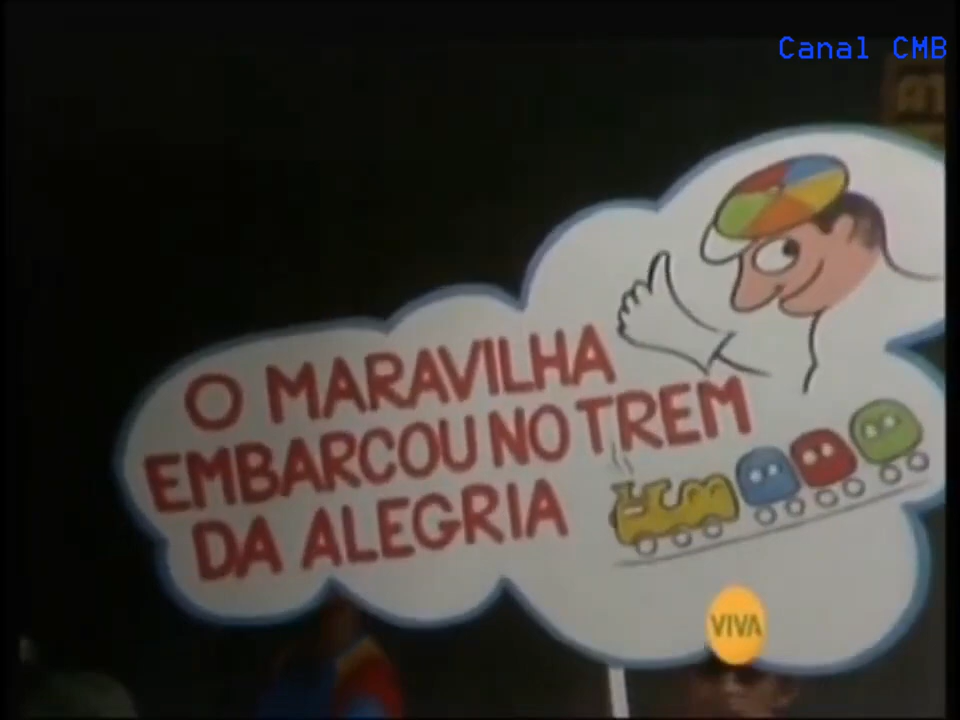 Canal CMB
O MARAVILHA
EMBARCOU NO TREM
DA ALEGRIA
VIVA